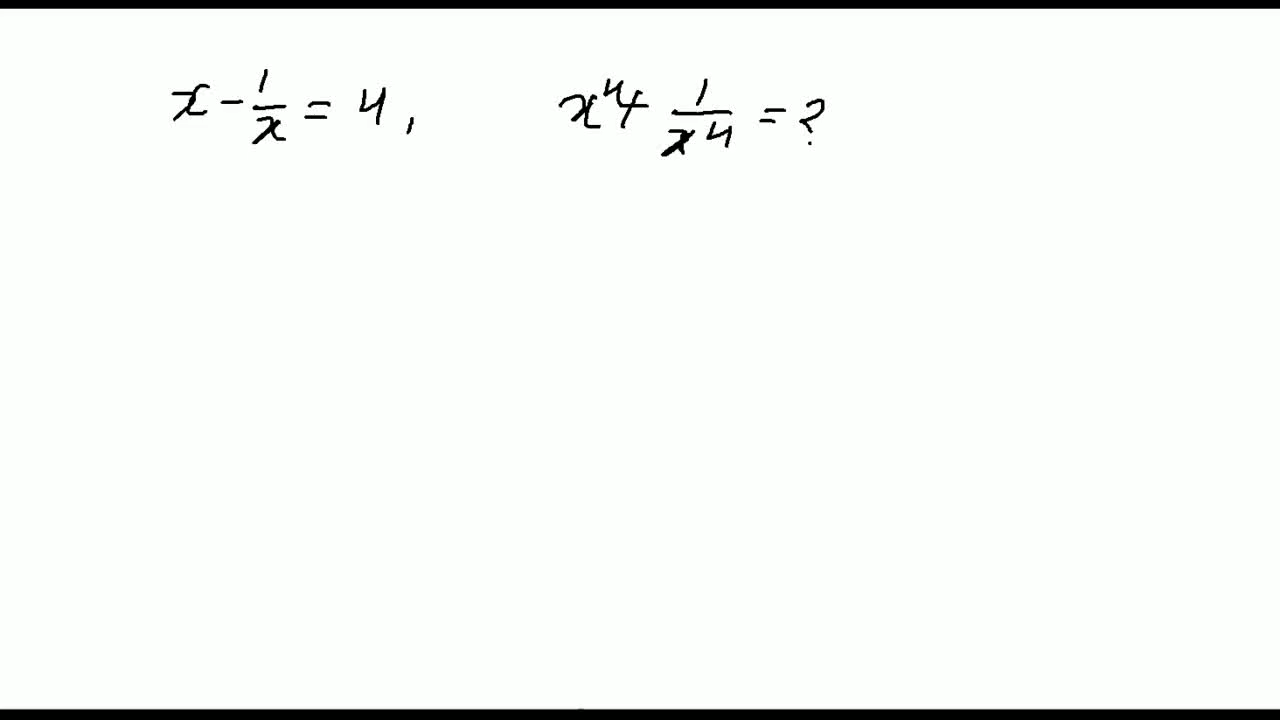 x - 1/x = 4, x⁴ + 1/x⁴ = ?